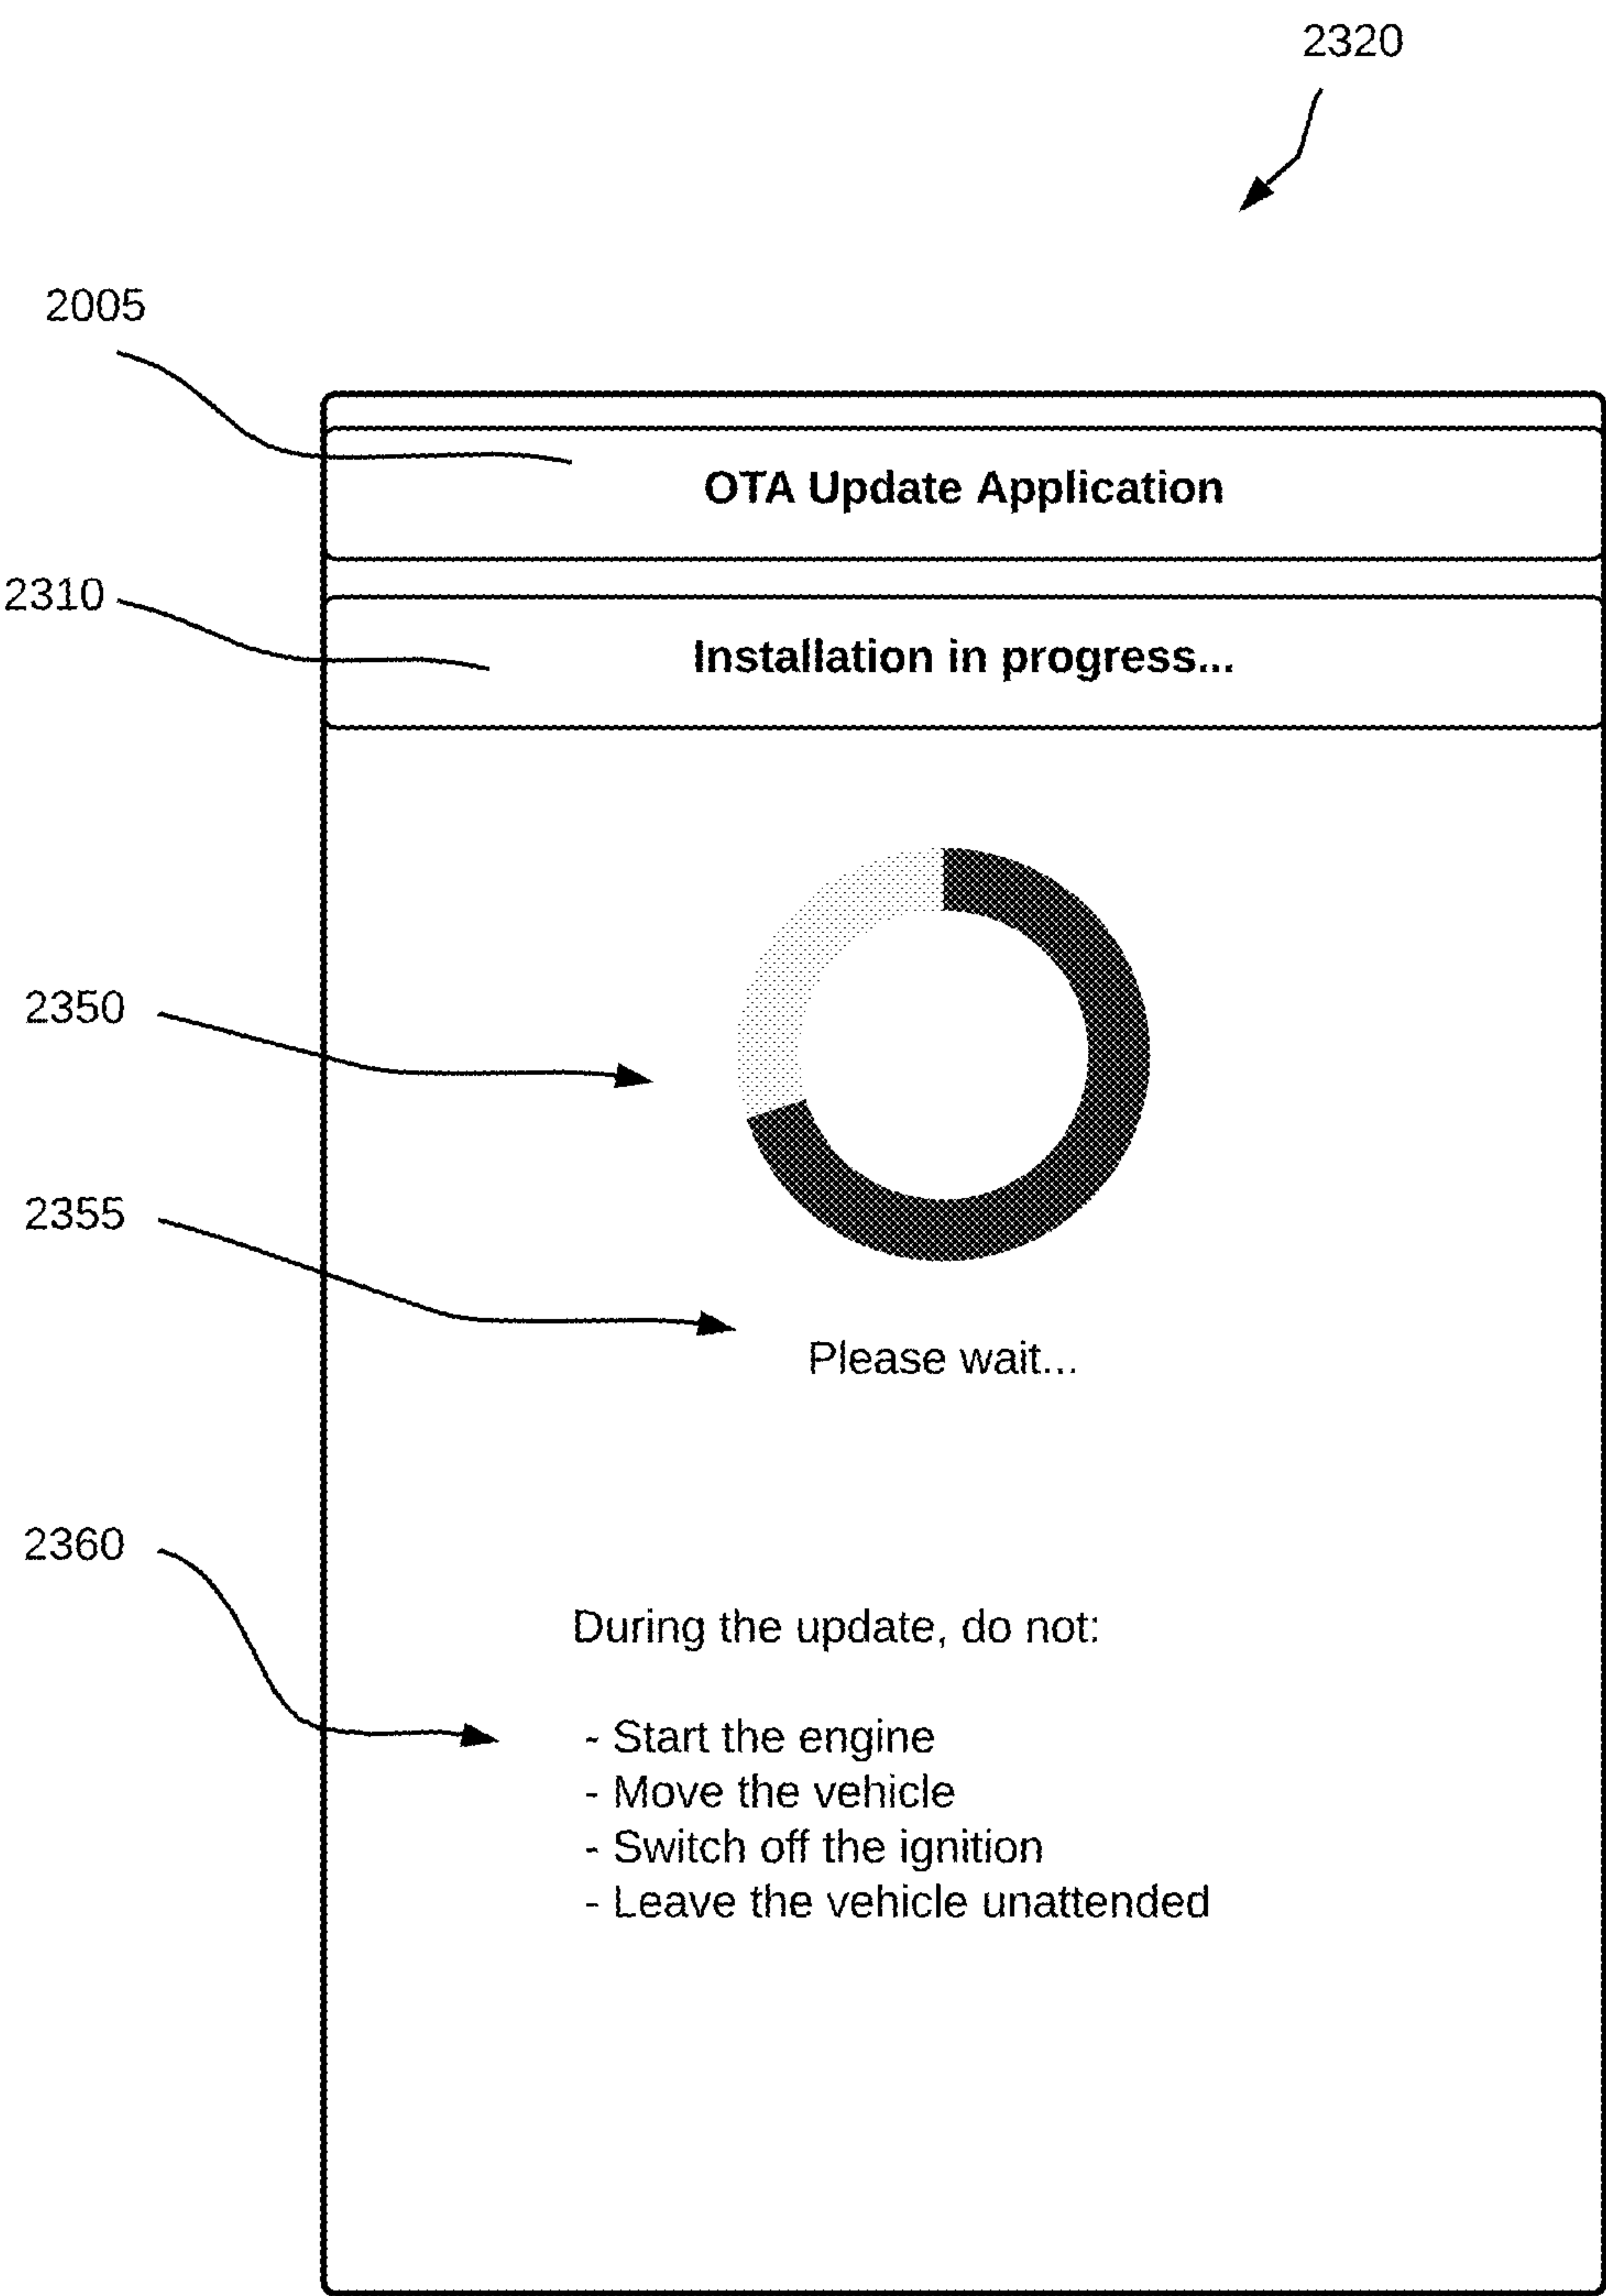 2320
2005
OTA Update Application
2310
Installation in progress...
2350
2355
Please wait...
2360
During the update, do not:
- Start the engine
- Move the vehicle
- Switch off the ignition
- Leave the vehicle unattended